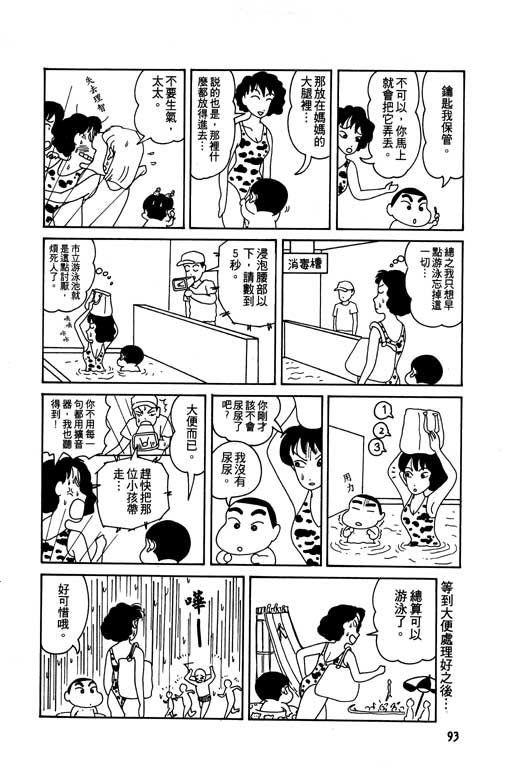 鑰匙我保管。
不可以，你馬上
就會把它弄丟。
那放在媽媽的
大腿裡…
說的也是，那裡什
麼都放得進去…
不要生氣，
太太。
失去理智
總之我只想早
點游泳忘掉這
一切…
消毒槽
浸泡腰部以
下，請數到
5秒。
市立游泳池就
是這點討厭，
煩死人了。
咻咻
咻咻
①
②
③
用力
你剛才
該不會
尿尿了
吧？
我沒有
尿尿。
大便而已。
趕快把那
位小孩帶
走…
你不用每一
句都用擴音
器，我也聽
得到！
等到大便處理好之後…
總算可以
游泳了。
嘩—
好可惜哦。
93